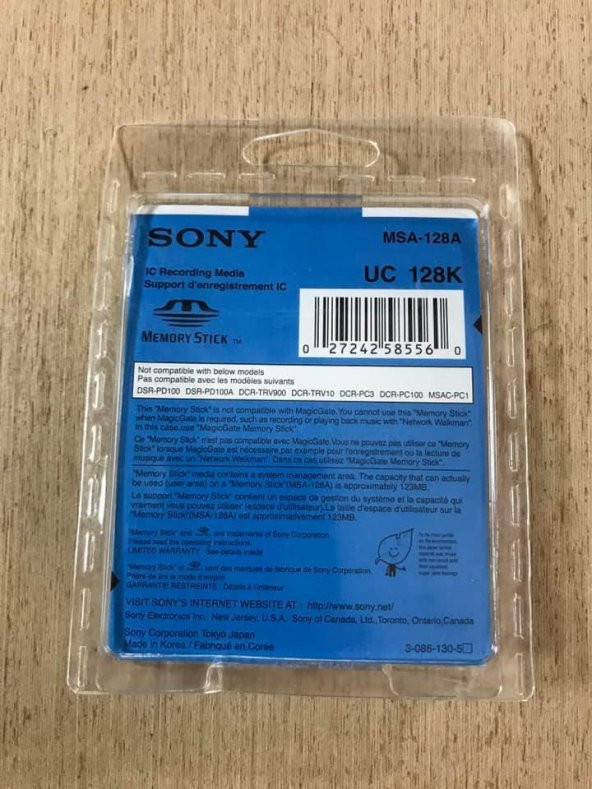 SONY
MSA-128A
IC Recording Media
Support d'enregistrement IC
UC 128K
MEMORY STICK TM
0 27242 58556 0
Not compatible with below models
Pas compatible avec les modèles suivants
DSR-PD100 DSR-PD100A DCR-TRV900 DCR-TRV10 DCR-PC3 DCR-PC100 MSAC-PC1
This "Memory Stick" is not compatible with MagicGate. You cannot use this "Memory Stick"
when MagicGate is required, such as recording or playing back music with "Network Walkman".
In this case, use "MagicGate Memory Stick".
Ce "Memory Stick" n'est pas compatible avec MagicGate. Vous ne pouvez pas utiliser ce "Memory
Stick" lorsque MagicGate est nécessaire, par exemple pour l'enregistrement ou la lecture de
musique avec un "Network Walkman". Dans ce cas, utilisez "MagicGate Memory Stick".
"Memory Stick" media contains a system management area. The capacity that can actually
be used (user area) on a "Memory Stick"(MSA-128A) is approximately 123MB.
Le support "Memory Stick" contient un espace de gestion du système et la capacité qui
vraiment vous pouvez utiliser (espace d'utilisateur). La taille d'espace d'utilisateur sur la
"Memory Stick"(MSA-128A) est approximativement 123MB.
"Memory Stick" and are trademarks of Sony Corporation.
Please read the operating instructions.
LIMITED WARRANTY See details inside
"Memory Stick" et sont des marques de fabrique de Sony Corporation.
Prière de lire le mode d'emploi
GARANTIE RESTREINTE Détails à l'intérieur
VISIT SONY'S INTERNET WEBSITE AT : http://www.sony.net/
Sony Electronics Inc., New Jersey, U.S.A. Sony of Canada, Ltd., Toronto, Ontario, Canada
Sony Corporation Tokyo Japan
Made in Korea / Fabriqué en Corée
3-086-130-5